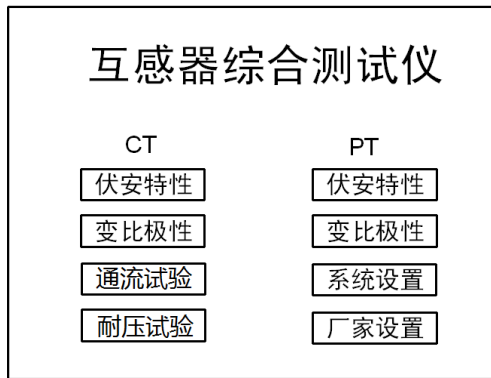 互感器综合测试仪
CT
PT
伏安特性
伏安特性
变比极性
变比极性
通流试验
系统设置
耐压试验
厂家设置